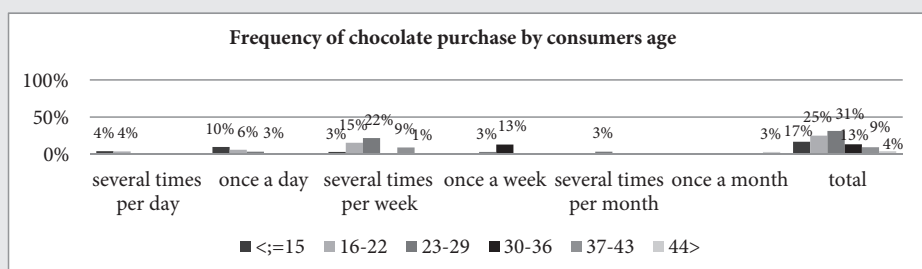 Frequency of chocolate purchase by consumers age
100%
50%
0%
4% 4%
10% 6% 3%
3% 15% 22% 9% 1%
3% 13%
3%
3%
17% 25% 31% 13% 9% 4%
several times per day
once a day
several times per week
once a week
several times per month
once a month
total
<;=15 16-22 23-29 30-36 37-43 44>